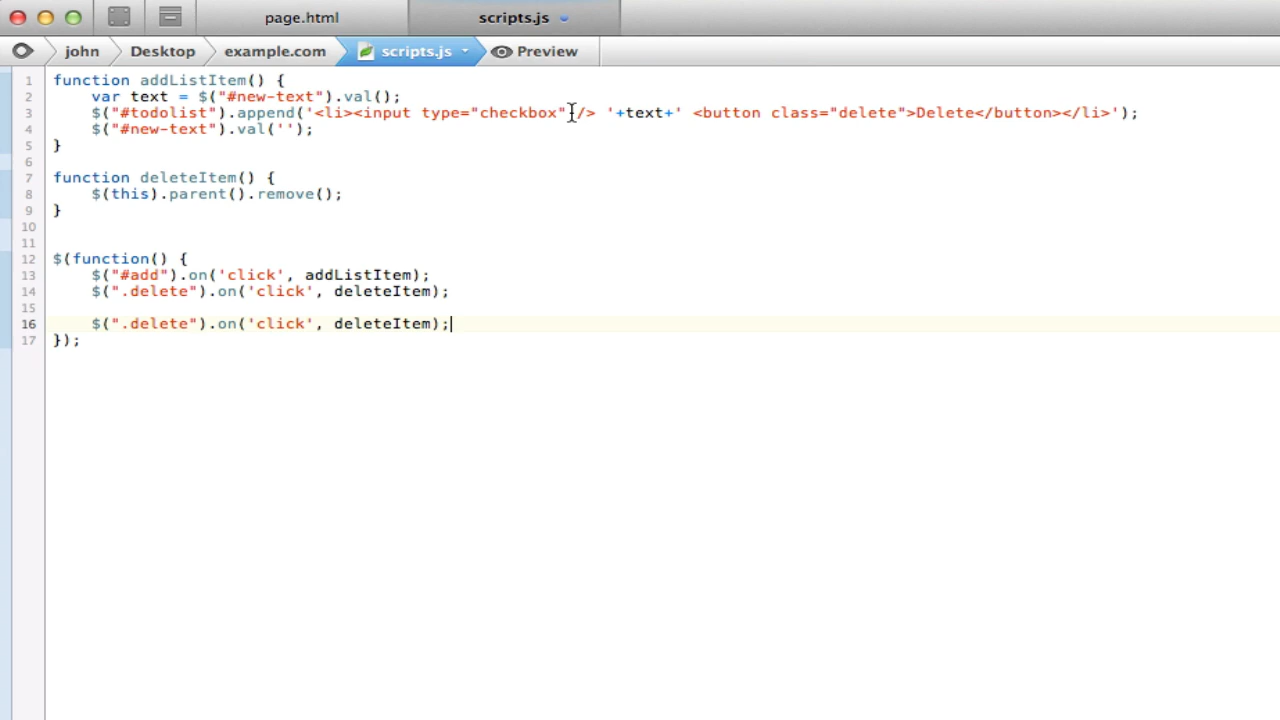 page.html scripts.js
john Desktop example.com scripts.js Preview
1 function addListItem() {
2 var text = $("#new-text").val();
3 $("#todolist").append('<li><input type="checkbox" /> '+text+' <button class="delete">Delete</button></li>');
4 $("#new-text").val('');
5 }
6
7 function deleteItem() {
8 $(this).parent().remove();
9 }
10
11
12 $(function() {
13 $("#add").on('click', addListItem);
14 $(".delete").on('click', deleteItem);
15
16 $(".delete").on('click', deleteItem);
17 });